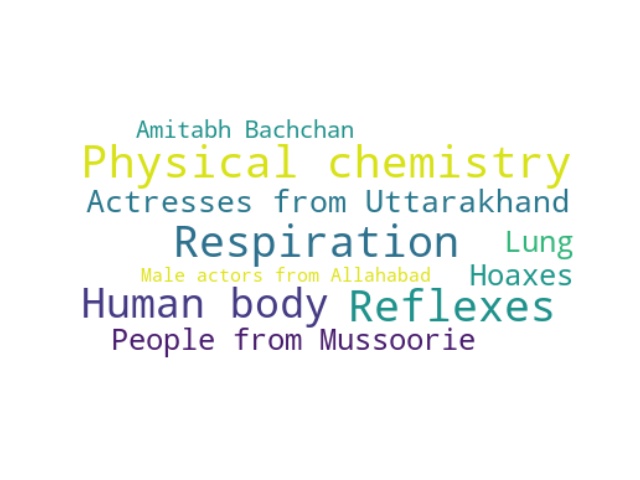 Amitabh Bachchan
Physical chemistry
Actresses from Uttarakhand
Respiration
Lung
Male actors from Allahabad
Hoaxes
Human body
Reflexes
People from Mussoorie